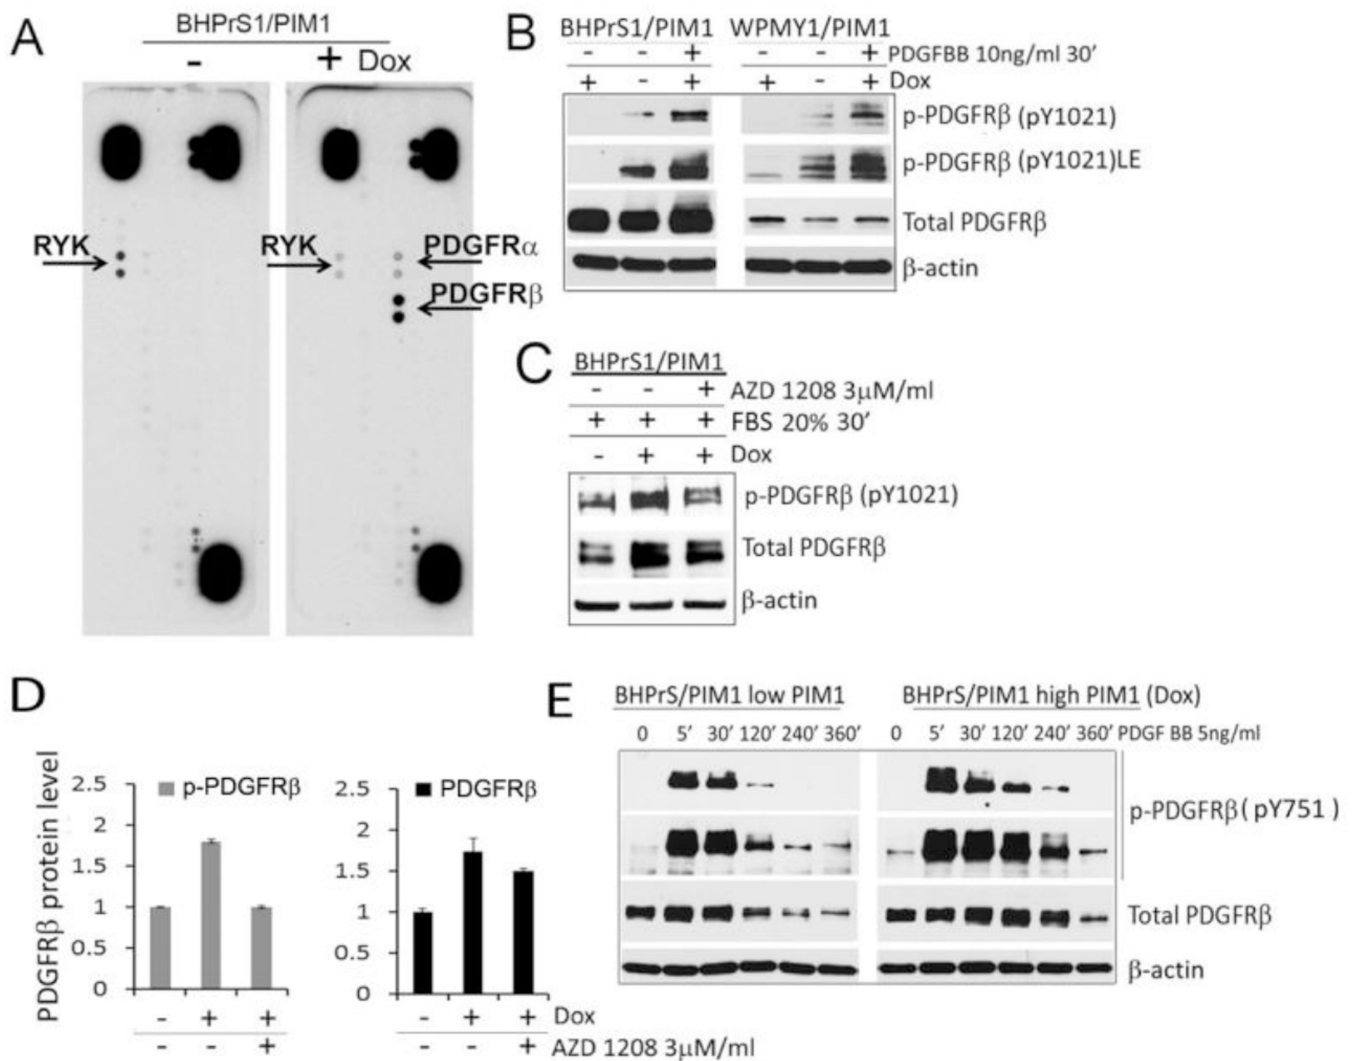 A
BHPrS1/PIM1
- + Dox
RYK
RYK
PDGFRα
PDGFRβ
B
BHPrS1/PIM1 WPMY1/PIM1
- - + - - + PDGFBB 10ng/ml 30′
+ - + + - + Dox
p-PDGFRβ (pY1021)
p-PDGFRβ (pY1021)LE
Total PDGFRβ
β-actin
C
BHPrS1/PIM1
- - + AZD 1208 3μM/ml
+ + + FBS 20% 30′
- + + Dox
p-PDGFRβ (pY1021)
Total PDGFRβ
β-actin
D
PDGFRβ protein level
2.5
2
1.5
1
0.5
0
p-PDGFRβ
- + +
- - +
2.5
2
1.5
1
0.5
0
PDGFRβ
- + + Dox
- - + AZD 1208 3μM/ml
E
BHPrS/PIM1 low PIM1 BHPrS/PIM1 high PIM1 (Dox)
0 5′ 30′ 120′ 240′ 360′ 0 5′ 30′ 120′ 240′ 360′ PDGF BB 5ng/ml
p-PDGFRβ( pY751 )
Total PDGFRβ
β-actin